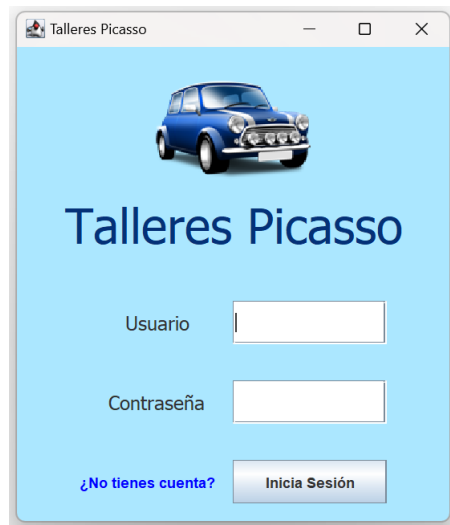 Talleres Picasso
Talleres Picasso
Usuario
Contraseña
¿No tienes cuenta? Inicia Sesión